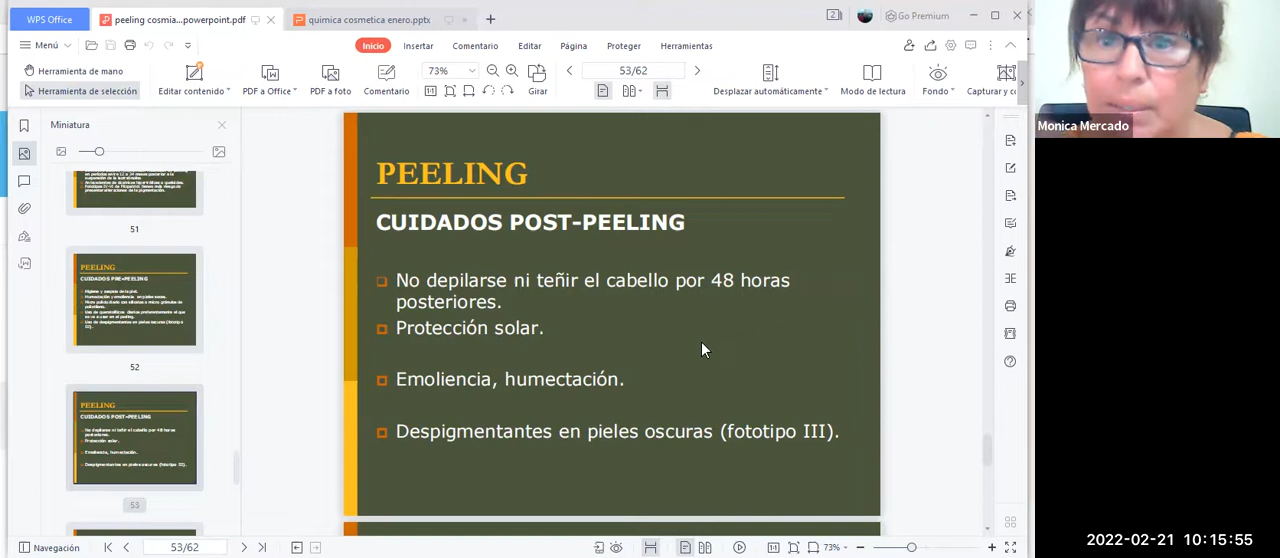 WPS Office
peeling cosmia...powerpoint.pdf
quimica cosmetica enero.pptx
2
Go Premium
Menú
Inicio
Insertar
Comentario
Editar
Página
Proteger
Herramientas
Herramienta de mano
Herramienta de selección
Editar contenido
PDF a Office
PDF a foto
Comentario
73%
Girar
53/62
Desplazar automáticamente
Modo de lectura
Fondo
Capturar y co
Monica Mercado
Miniatura
51
PEELING
CUIDADOS PRE-PEELING
52
PEELING
CUIDADOS POST-PEELING
No depilarse ni teñir el cabello por 48 horas
posteriores.
Protección solar.
Emoliencia, humectación.
Despigmentantes en pieles oscuras (fototipo III).
53
PEELING
CUIDADOS POST-PEELING
No depilarse ni teñir el cabello por 48 horas
posteriores.
Protección solar.
Emoliencia, humectación.
Despigmentantes en pieles oscuras (fototipo III).
Navegación
53/62
73%
2022-02-21 10:15:55